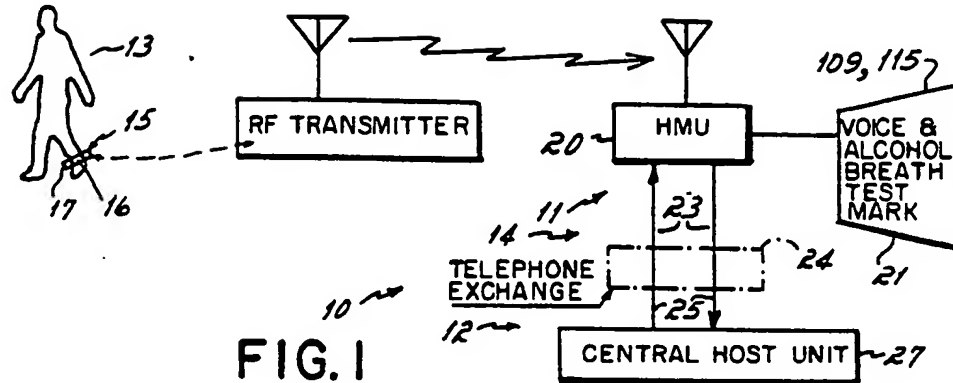 13
109, 115
15
RF TRANSMITTER
HMU
20
VOICE &
ALCOHOL
BREATH
TEST
MARK
17
16
11
23
14
24
21
TELEPHONE
EXCHANGE
10
25
12
FIG. 1
CENTRAL HOST UNIT
27